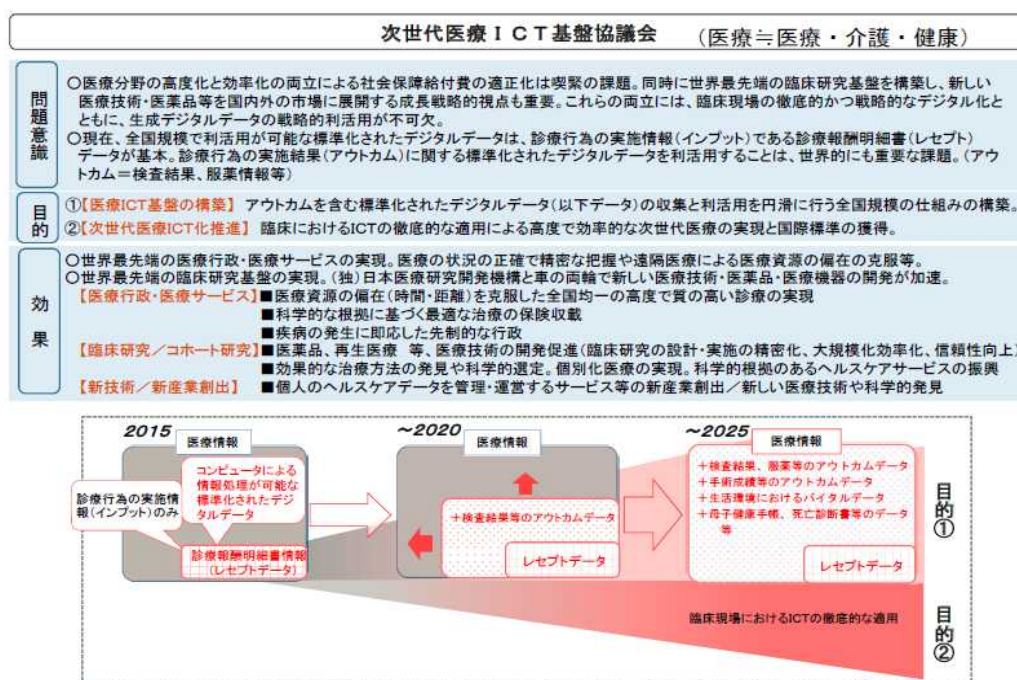 次世代医療ICT基盤協議会 (医療≒医療・介護・健康)
問題意識
○医療分野の高度化と効率化の両立による社会保障給付費の適正化は喫緊の課題。同時に世界最先端の臨床研究基盤を構築し、新しい
医療技術・医薬品等を国内外の市場に展開する成長戦略的視点も重要。これらの両立には、臨床現場の徹底的かつ戦略的なデジタル化と
ともに、生成デジタルデータの戦略的利活用が不可欠。
○現在、全国規模で利活用が可能な標準化されたデジタルデータは、診療行為の実施情報(インプット)である診療報酬明細書(レセプト)
データが基本。診療行為の実施結果(アウトカム)に関する標準化されたデジタルデータを利活用することは、世界的にも重要な課題。(アウ
トカム=検査結果、服薬情報等)
目的
①【医療ICT基盤の構築】 アウトカムを含む標準化されたデジタルデータ(以下データ)の収集と利活用を円滑に行う全国規模の仕組みの構築。
②【次世代医療ICT化推進】 臨床におけるICTの徹底的な適用による高度で効率的な次世代医療の実現と国際標準の獲得。
効果
○世界最先端の医療行政・医療サービスの実現。医療の状況の正確で精密な把握や遠隔医療による医療資源の偏在の克服等。
○世界最先端の臨床研究基盤の実現。(独)日本医療研究開発機構と車の両輪で新しい医療技術・医薬品・医療機器の開発が加速。
【医療行政・医療サービス】■医療資源の偏在(時間・距離)を克服した全国均一の高度で質の高い診療の実現
■科学的な根拠に基づく最適な治療の保険収載
■疾病の発生に即応した先制的な行政
【臨床研究/コホート研究】■医薬品、再生医療 等、医療技術の開発促進(臨床研究の設計・実施の精密化、大規模化効率化、信頼性向上)
■効果的な治療方法の発見や科学的選定。個別化医療の実現。科学的根拠のあるヘルスケアサービスの振興
【新技術/新産業創出】■個人のヘルスケアデータを管理・運営するサービス等の新産業創出/新しい医療技術や科学的発見
2015
医療情報
コンピュータによる
情報処理が可能な
標準化されたデジ
タルデータ
診療行為の実施情
報(インプット)のみ
診療報酬明細書情報
(レセプトデータ)
~2020
医療情報
+検査結果等のアウトカムデータ
レセプトデータ
~2025
医療情報
+検査結果、服薬等のアウトカムデータ
+手術成績等のアウトカムデータ
+生活環境におけるバイタルデータ
+母子健康手帳、死亡診断書等のデータ
等
レセプトデータ
目的①
臨床現場におけるICTの徹底的な適用
目的②